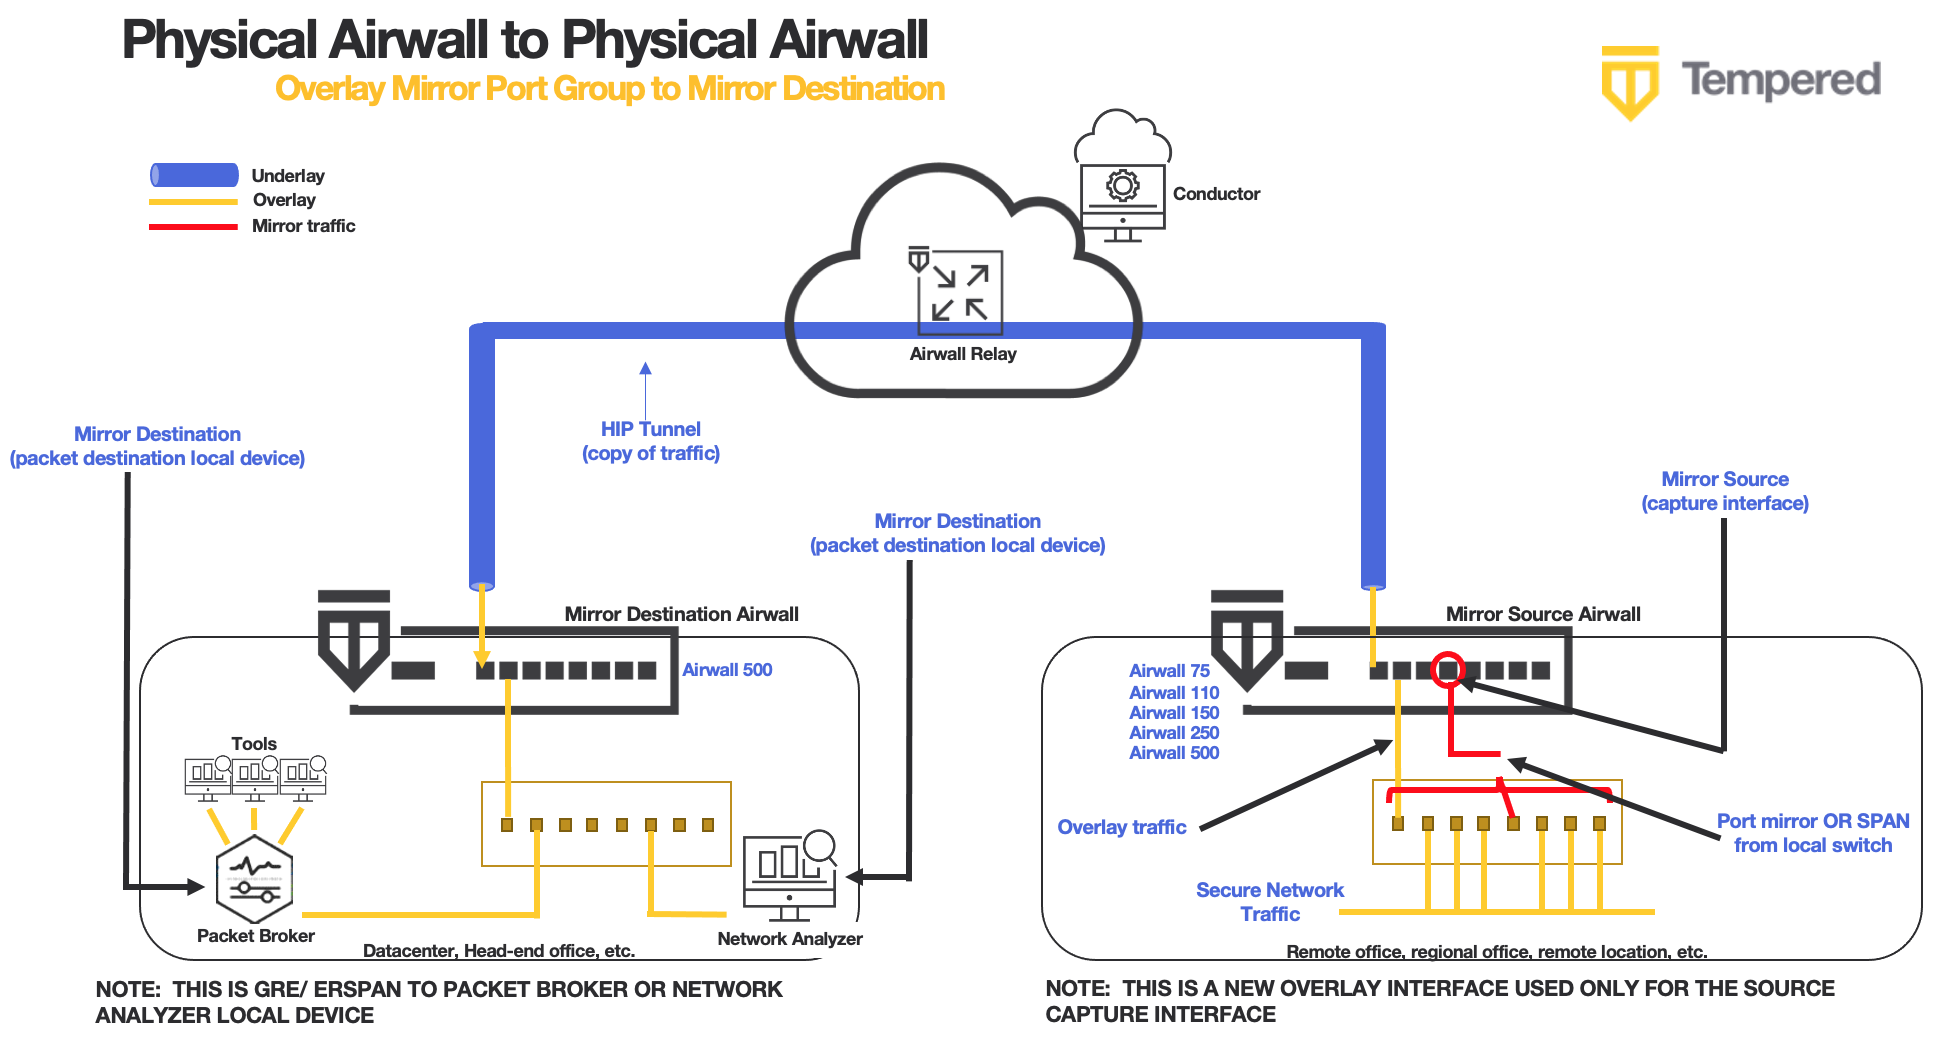 Physical Airwall to Physical Airwall
Overlay Mirror Port Group to Mirror Destination
Tempered
Underlay
Overlay
Mirror traffic
Conductor
Airwall Relay
HIP Tunnel
(copy of traffic)
Mirror Destination
(packet destination local device)
Mirror Destination
(packet destination local device)
Mirror Source
(capture interface)
Mirror Destination Airwall
Airwall 500
Mirror Source Airwall
Airwall 75
Airwall 110
Airwall 150
Airwall 250
Airwall 500
Tools
Packet Broker
Network Analyzer
Datacenter, Head-end office, etc.
Overlay traffic
Port mirror OR SPAN
from local switch
Secure Network
Traffic
Remote office, regional office, remote location, etc.
NOTE: THIS IS GRE/ ERSPAN TO PACKET BROKER OR NETWORK
ANALYZER LOCAL DEVICE
NOTE: THIS IS A NEW OVERLAY INTERFACE USED ONLY FOR THE SOURCE
CAPTURE INTERFACE